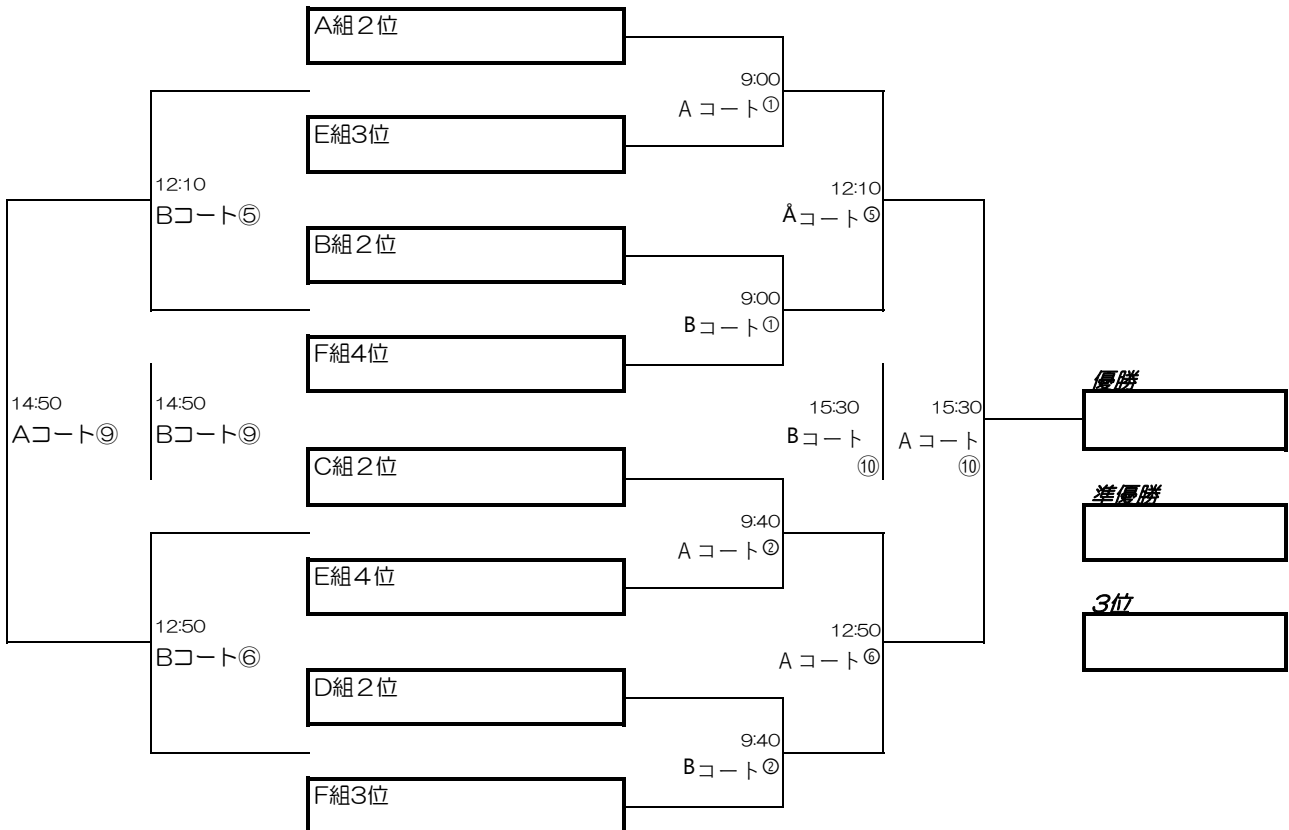 A組２位
9:00
A コート①
E組3位
12:10
Bコート⑤
12:10
Åコート⑤
B組２位
9:00
Bコート①
F組4位
優勝
14:50
Aコート⑨
14:50
Bコート⑨
15:30
Bコート
⑩
15:30
A コート
⑩
C組２位
準優勝
9:40
A コート②
E組４位
3位
12:50
Bコート⑥
12:50
A コート⑥
D組２位
9:40
Bコート②
F組3位